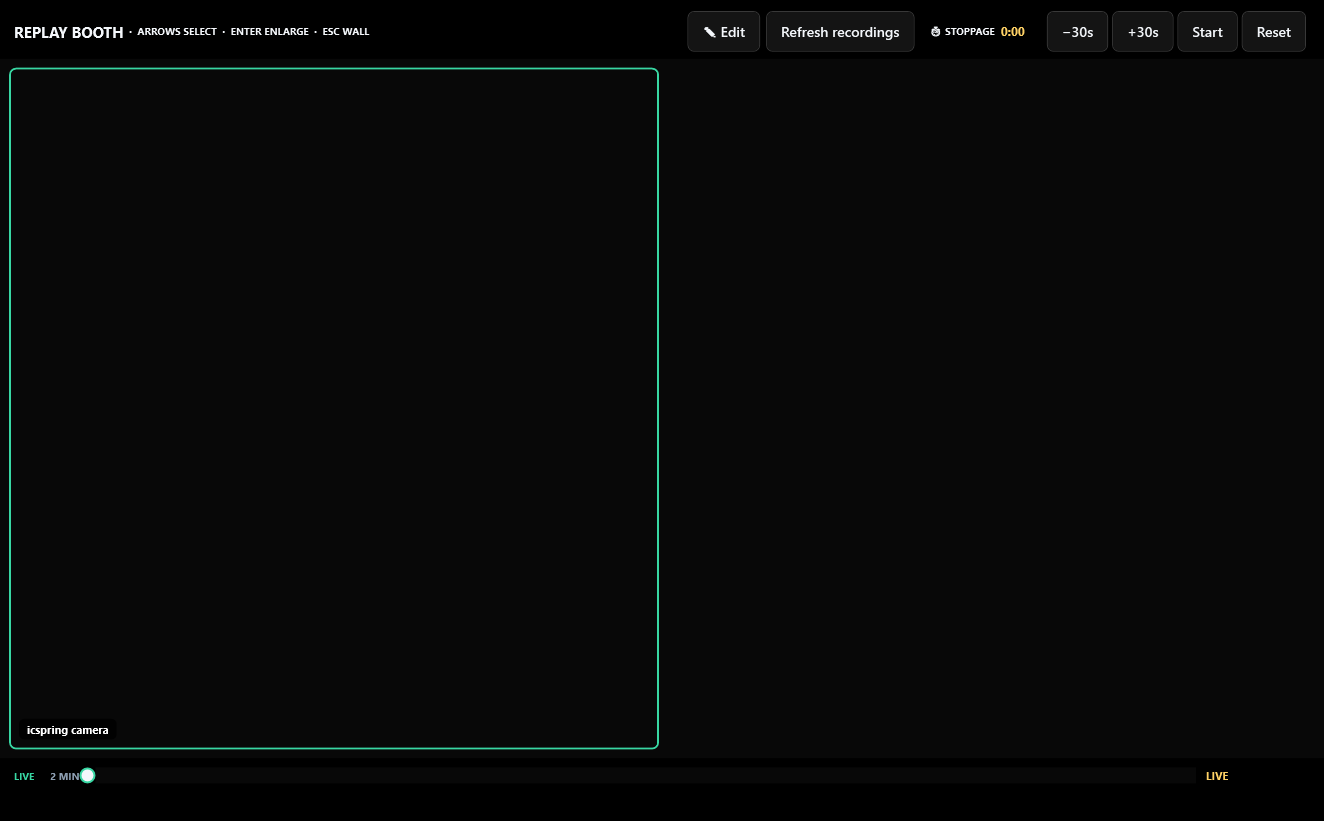 REPLAY BOOTH · ARROWS SELECT · ENTER ENLARGE · ESC WALL
Edit
Refresh recordings
STOPPAGE 0:00
−30s
+30s
Start
Reset
icspring camera
LIVE
2 MIN
LIVE